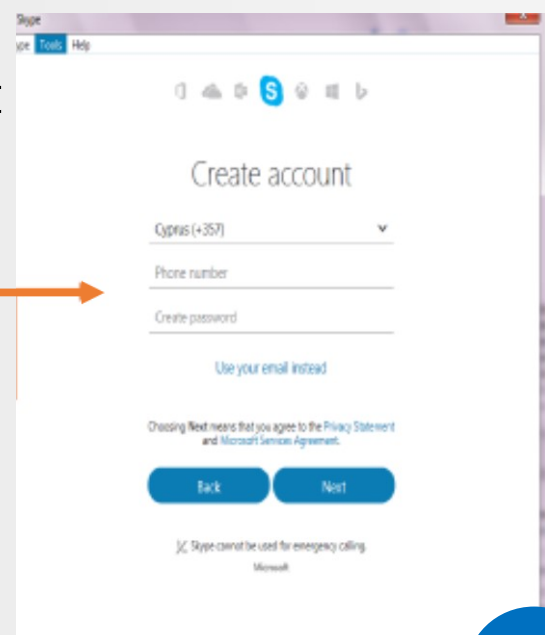 Skype
ype Tools Help
S
Create account
Cyprus (+357)
Phone number
Create password
Use your email instead
Choosing Next means that you agree to the Privacy Statement
and Microsoft Services Agreement.
Back Next
Skype cannot be used for emergency calling.
Microsoft